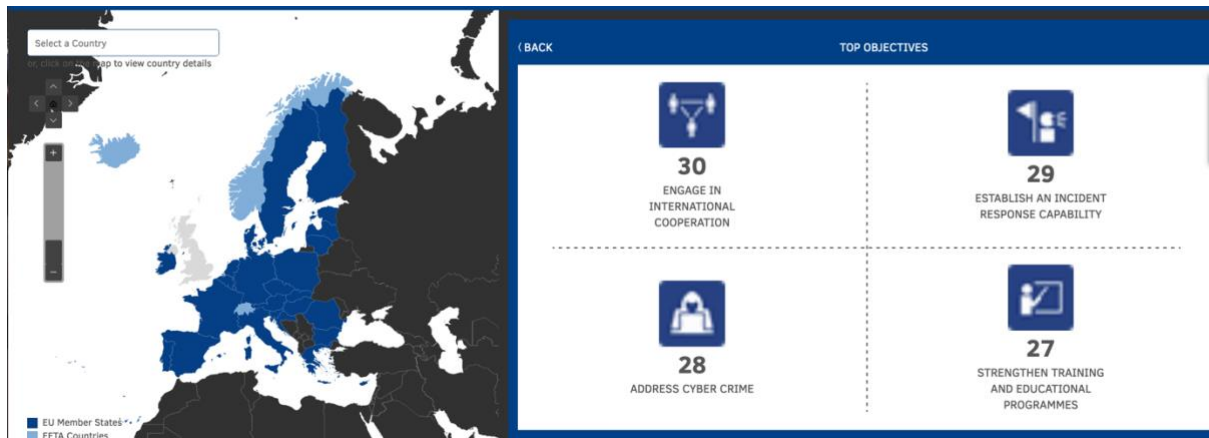 Select a Country
or, click on the map to view country details
EU Member States
EFTA Countries
BACK
TOP OBJECTIVES
30
ENGAGE IN
INTERNATIONAL
COOPERATION
29
ESTABLISH AN INCIDENT
RESPONSE CAPABILITY
28
ADDRESS CYBER CRIME
27
STRENGTHEN TRAINING
AND EDUCATIONAL
PROGRAMMES